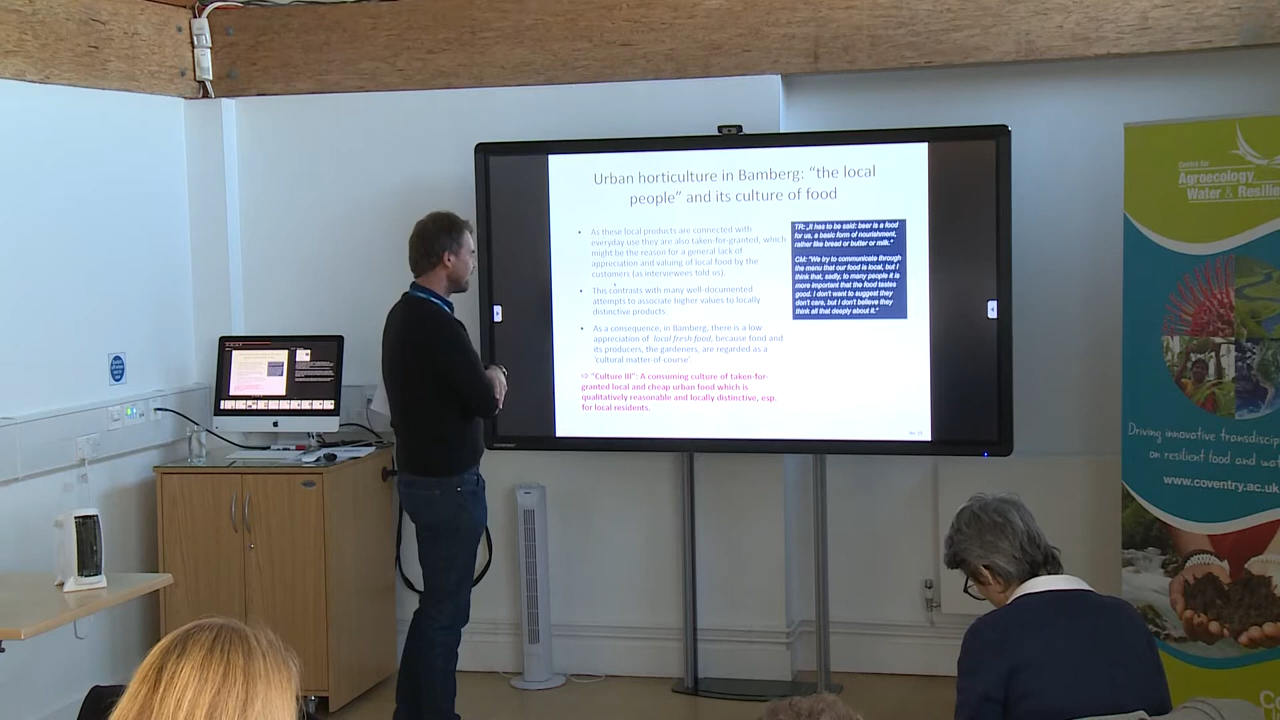 Urban horticulture in Bamberg: “the local
people” and its culture of food
• As these local products are connected with
everyday use they are also taken-for-granted, which
might be the reason for a general lack of
appreciation and valuing of local food by the
customers (as interviewees told us).
• This contrasts with many well-documented
attempts to associate higher values to locally
distinctive products.
• As a consequence, in Bamberg, there is a low
appreciation of local fresh food, because food and
its producers, the gardeners, are regarded as a
‘cultural matter-of-course’.
⇨ “Culture III”: A consuming culture of taken-for-
granted local and cheap urban food which is
qualitatively reasonable and locally distinctive, esp.
for local residents.
TR: „It has to be said: beer is a food
for us, a basic form of nourishment,
rather like bread or butter or milk.“
CM: “We try to communicate through
the menu that our food is local, but I
think that, sadly, to many people it is
more important that the food tastes
good. I don't want to suggest they
don't care, but I don't believe they
think all that deeply about it.”
Centre for
Agroecology
Water & Resilie
Driving innovative transdiscip
on resilient food and wat
www.coventry.ac.uk